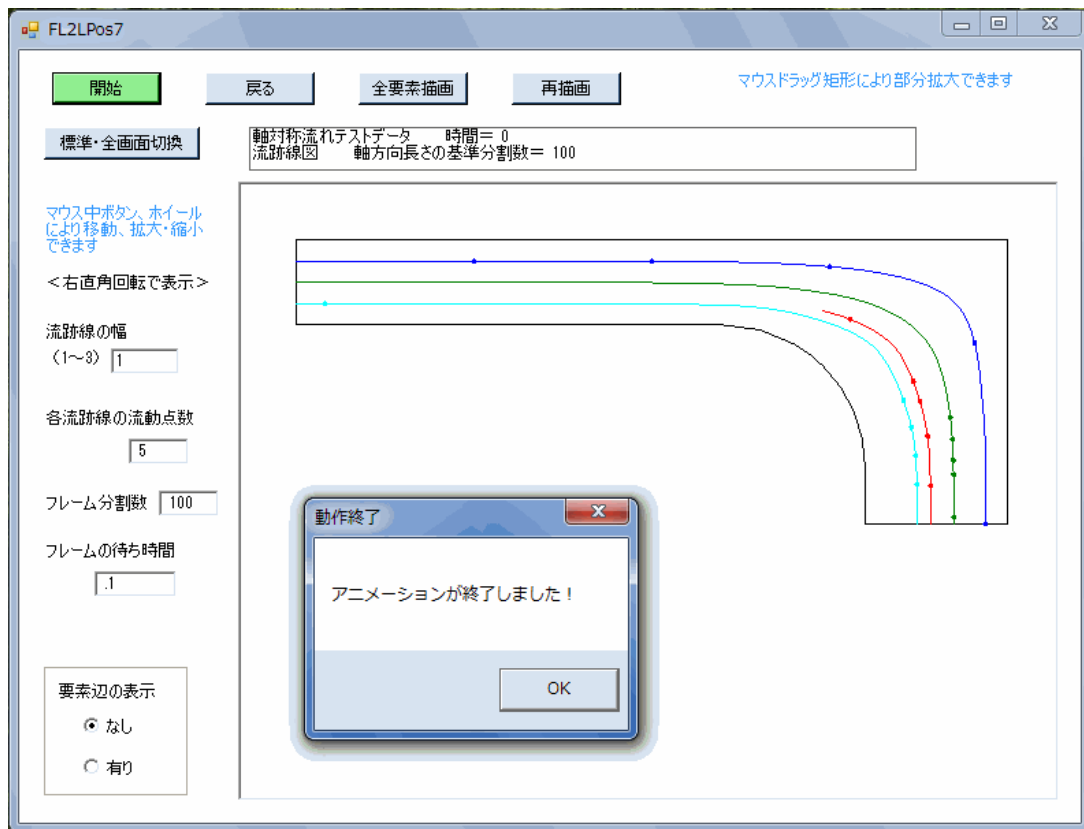 FL2LPos7
開始
戻る
全要素描画
再描画
マウスドラッグ矩形により部分拡大できます
標準・全画面切換
軸対称流れテストデータ　　時間＝ 0
流跡線図　　軸方向長さの基準分割数＝ 100
マウス中ボタン、ホイール
により移動、拡大・縮小
できます
＜右直角回転で表示＞
流跡線の幅
（1～3） 1
各流跡線の流動点数
5
フレーム分割数 100
フレームの待ち時間
.1
動作終了
アニメーションが終了しました！
OK
要素辺の表示
なし
有り